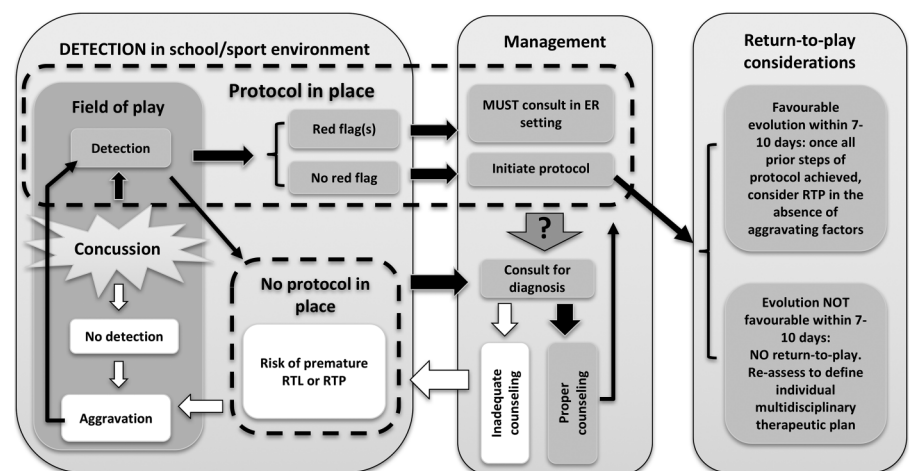 DETECTION in school/sport environment
Protocol in place
Field of play
Detection
Red flag(s)
No red flag
Concussion
No detection
Aggravation
No protocol in
place
Risk of premature
RTL or RTP
Management
MUST consult in ER
setting
Initiate protocol
?
Consult for
diagnosis
Inadequate
counseling
Proper
counseling
Return-to-play
considerations
Favourable
evolution within 7-
10 days: once all
prior steps of
protocol achieved,
consider RTP in the
absence of
aggravating factors
Evolution NOT
favourable within 7-
10 days:
NO return-to-play.
Re-assess to define
individual
multidisciplinary
therapeutic plan